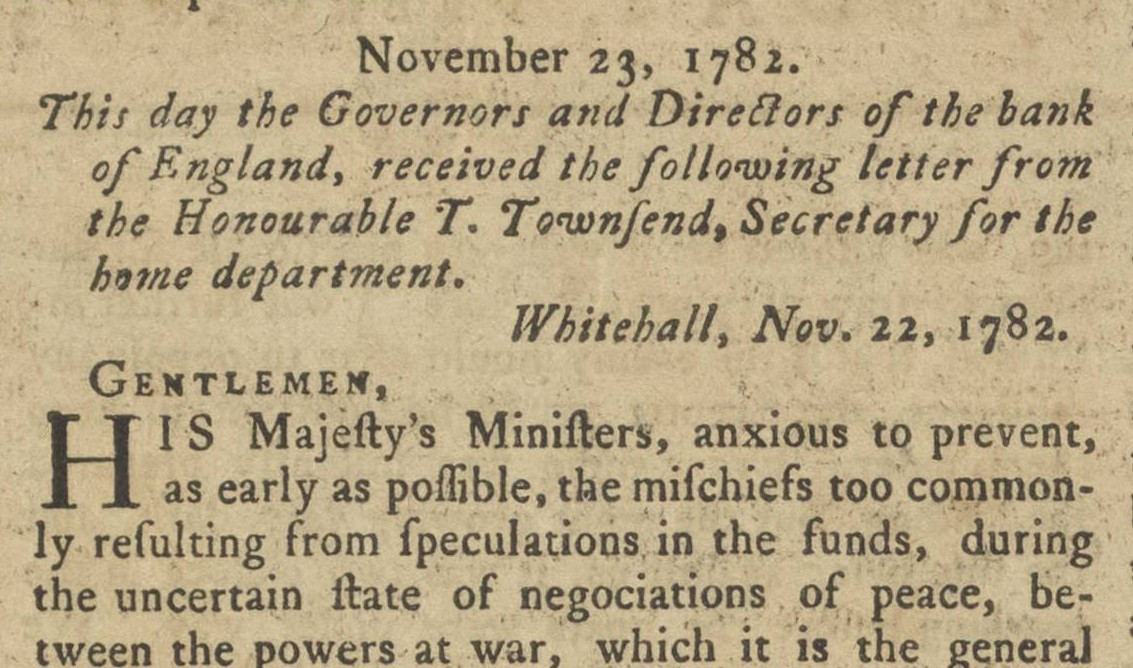 November 23, 1782.
This day the Governors and Directors of the bank
of England, received the following letter from
the Honourable T. Townſend, Secretary for the
home department.
Whitehall, Nov. 22, 1782.
GENTLEMEN,
HIS Majeſty's Miniſters, anxious to prevent,
as early as poſſible, the miſchiefs too common-
ly reſulting from ſpeculations in the funds, during
the uncertain ſtate of negociations of peace, be-
tween the powers at war, which it is the general